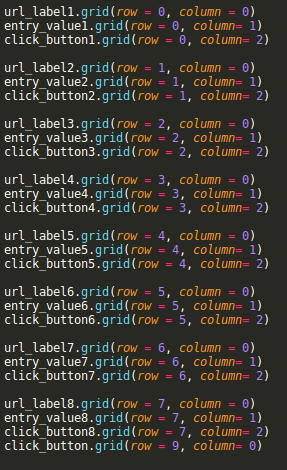 url_label1.grid(row = 0, column = 0)
entry_value1.grid(row = 0, column= 1)
click_button1.grid(row = 0, column= 2)
url_label2.grid(row = 1, column = 0)
entry_value2.grid(row = 1, column= 1)
click_button2.grid(row = 1, column= 2)
url_label3.grid(row = 2, column = 0)
entry_value3.grid(row = 2, column= 1)
click_button3.grid(row = 2, column= 2)
url_label4.grid(row = 3, column = 0)
entry_value4.grid(row = 3, column= 1)
click_button4.grid(row = 3, column= 2)
url_label5.grid(row = 4, column = 0)
entry_value5.grid(row = 4, column= 1)
click_button5.grid(row = 4, column= 2)
url_label6.grid(row = 5, column = 0)
entry_value6.grid(row = 5, column= 1)
click_button6.grid(row = 5, column= 2)
url_label7.grid(row = 6, column = 0)
entry_value7.grid(row = 6, column= 1)
click_button7.grid(row = 6, column= 2)
url_label8.grid(row = 7, column = 0)
entry_value8.grid(row = 7, column= 1)
click_button8.grid(row = 7, column= 2)
click_button.grid(row = 9, column= 0)